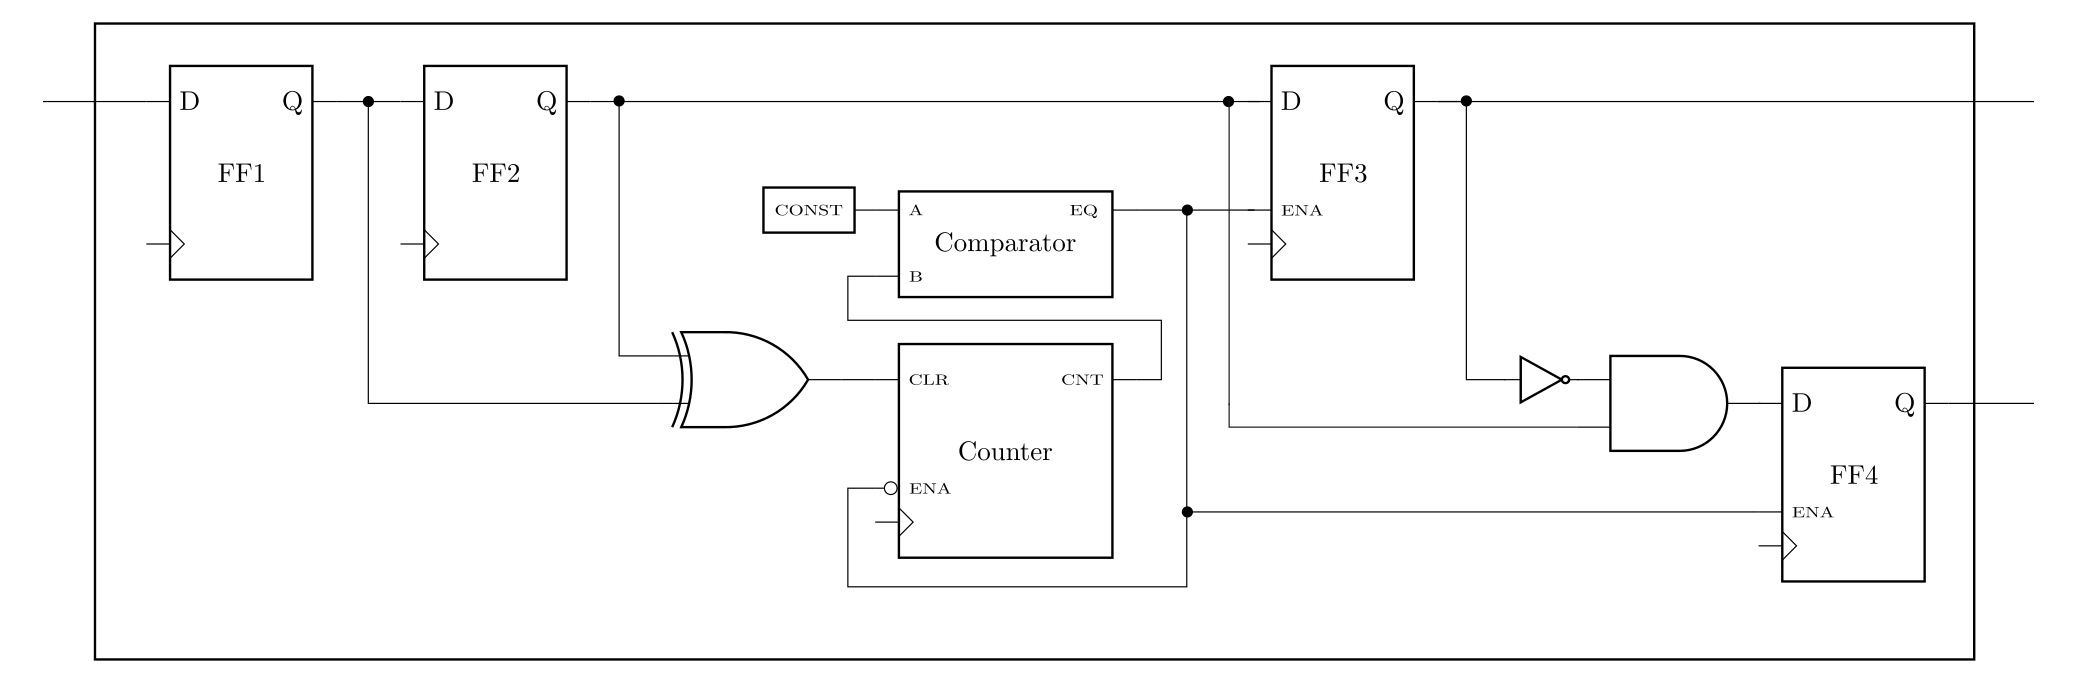 D Q
FF1
D Q
FF2
CONST
A EQ
Comparator
B
D Q
FF3
ENA
CLR CNT
Counter
ENA
D Q
FF4
ENA